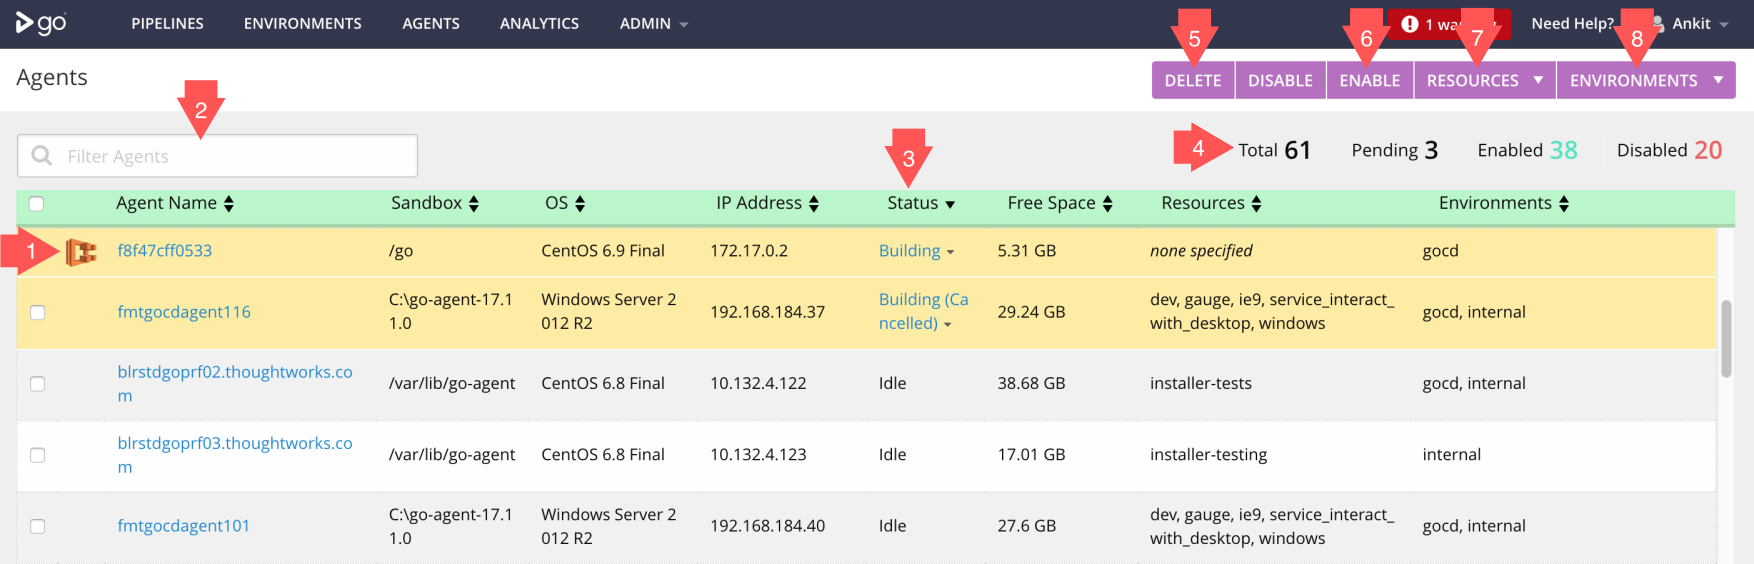 go PIPELINES ENVIRONMENTS AGENTS ANALYTICS ADMIN 1 Need Help? Ankit
5 6 7 8
Agents DELETE DISABLE ENABLE RESOURCES ENVIRONMENTS
2
Filter Agents 3 4 Total 61 Pending 3 Enabled 38 Disabled 20
Agent Name Sandbox OS IP Address Status Free Space Resources Environments
1 f8f47cff0533 /go CentOS 6.9 Final 172.17.0.2 Building 5.31 GB none specified gocd
fmtgocdagent116 C:\go-agent-17.1
1.0 Windows Server 2
012 R2 192.168.184.37 Building (Ca
ncelled) 29.24 GB dev, gauge, ie9, service_interact_
with_desktop, windows gocd, internal
blrstdgoprf02.thoughtworks.co
m /var/lib/go-agent CentOS 6.8 Final 10.132.4.122 Idle 38.68 GB installer-tests gocd, internal
blrstdgoprf03.thoughtworks.co
m /var/lib/go-agent CentOS 6.8 Final 10.132.4.123 Idle 17.01 GB installer-testing internal
fmtgocdagent101 C:\go-agent-17.1
1.0 Windows Server 2
012 R2 192.168.184.40 Idle 27.6 GB dev, gauge, ie9, service_interact_
with_desktop, windows gocd, internal